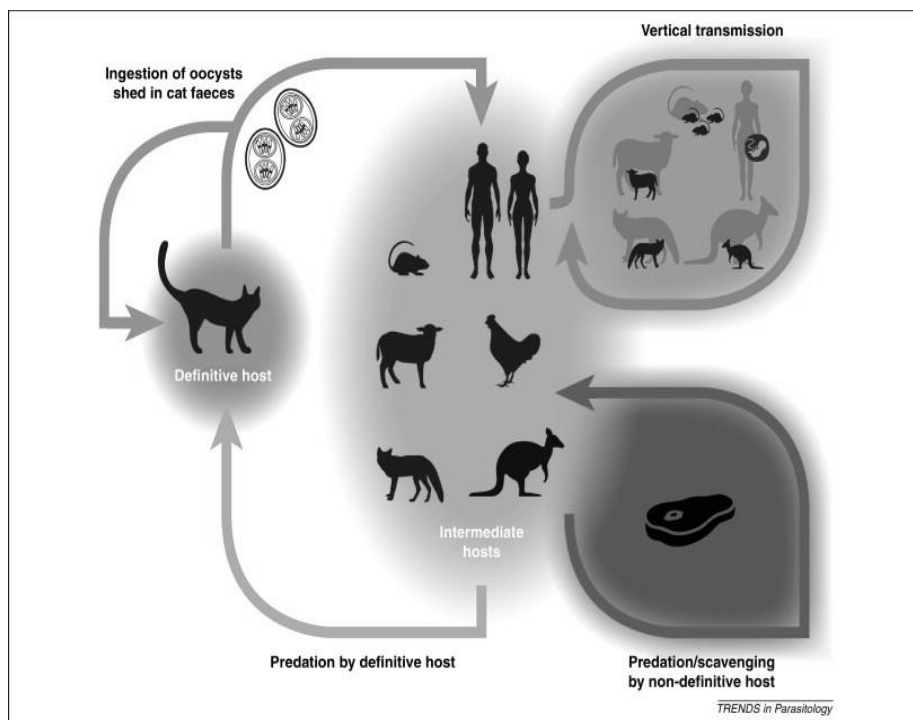 Vertical transmission
Ingestion of oocysts
shed in cat faeces
Definitive host
Intermediate
hosts
Predation by definitive host
Predation/scavenging
by non-definitive host
TRENDS in Parasitology